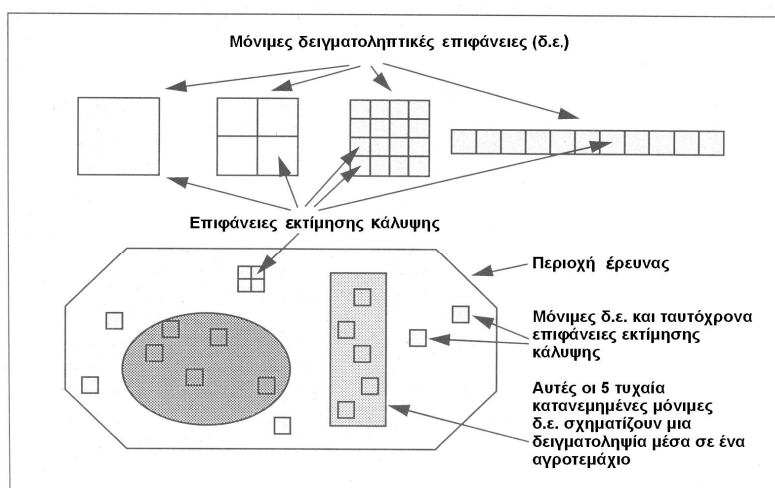 Μόνιμες δειγματοληπτικές επιφάνειες (δ.ε.)
Επιφάνειες εκτίμησης κάλυψης
Περιοχή έρευνας
Μόνιμες δ.ε. και ταυτόχρονα
επιφάνειες εκτίμησης
κάλυψης
Αυτές οι 5 τυχαία
κατανεμημένες μόνιμες
δ.ε. σχηματίζουν μια
δειγματοληψία μέσα σε ένα
αγροτεμάχιο